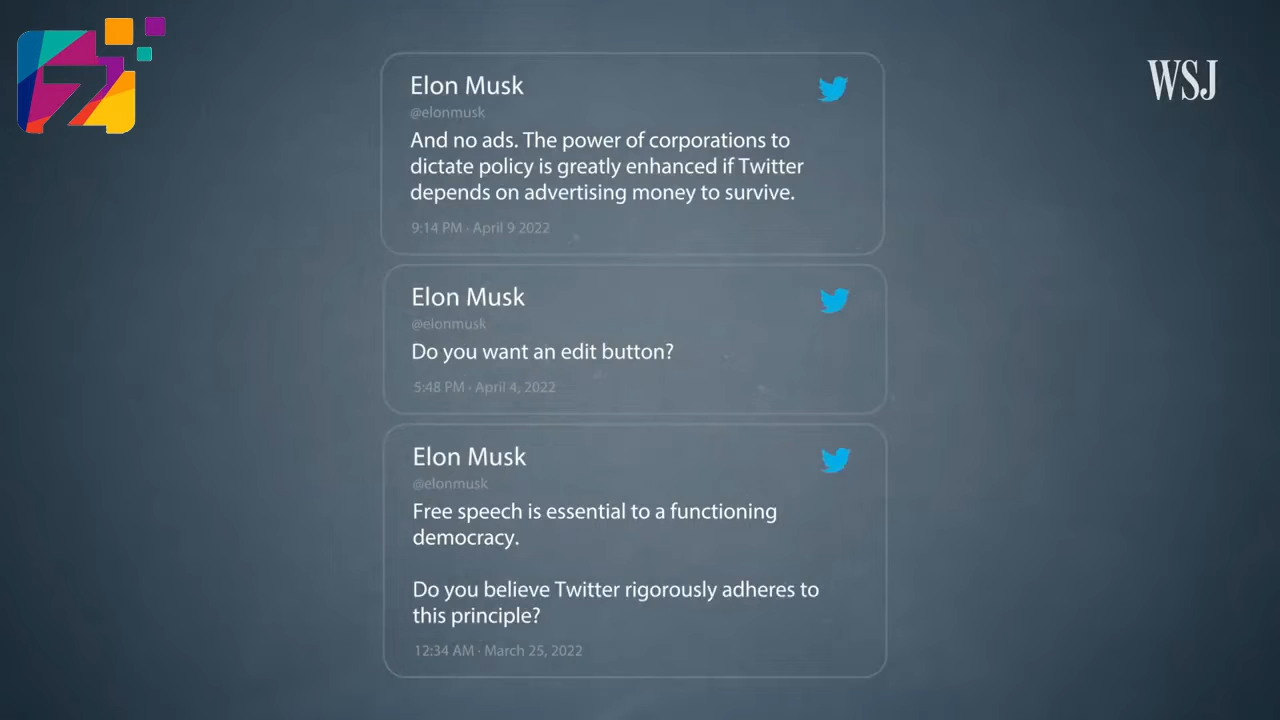 WSJ
Elon Musk
@elonmusk
And no ads. The power of corporations to
dictate policy is greatly enhanced if Twitter
depends on advertising money to survive.
9:14 PM · April 9 2022
Elon Musk
@elonmusk
Do you want an edit button?
5:48 PM · April 4, 2022
Elon Musk
@elonmusk
Free speech is essential to a functioning
democracy.
Do you believe Twitter rigorously adheres to
this principle?
12:34 AM · March 25, 2022